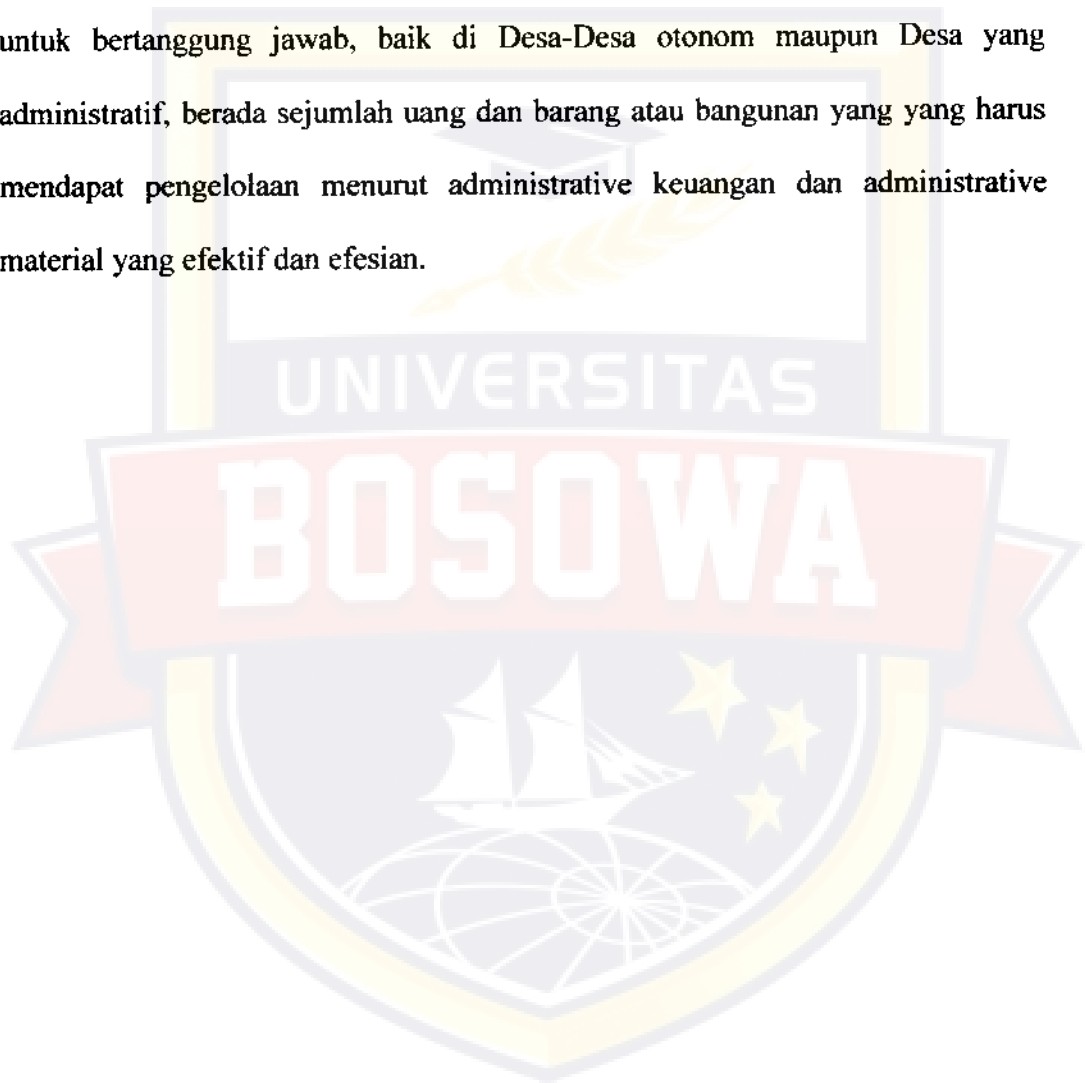 untuk bertanggung jawab, baik di Desa-Desa otonom maupun Desa yang
administratif, berada sejumlah uang dan barang atau bangunan yang yang harus
mendapat pengelolaan menurut administrative keuangan dan administrative
material yang efektif dan efesian.
UNIVERSITAS
BOSOWA